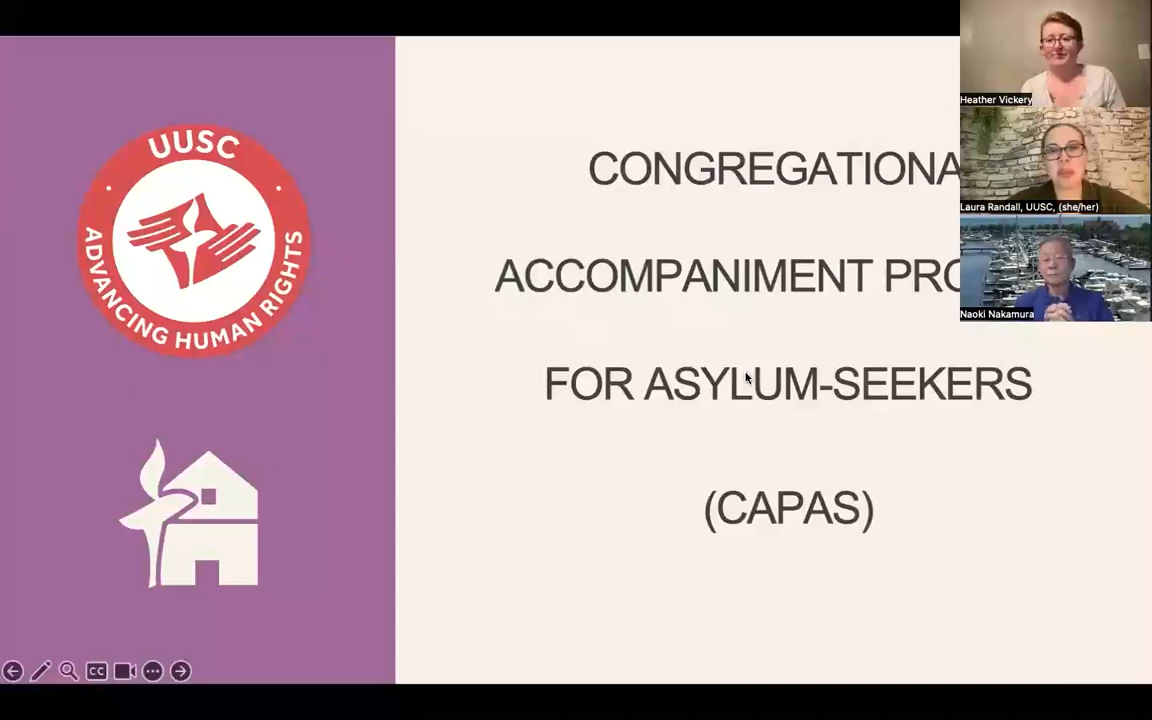 UUSC
ADVANCING HUMAN RIGHTS
CONGREGATIONA
ACCOMPANIMENT PRO
FOR ASYLUM-SEEKERS
(CAPAS)
Heather Vickery
Laura Randall, UUSC, (she/her)
Naoki Nakamura
CC